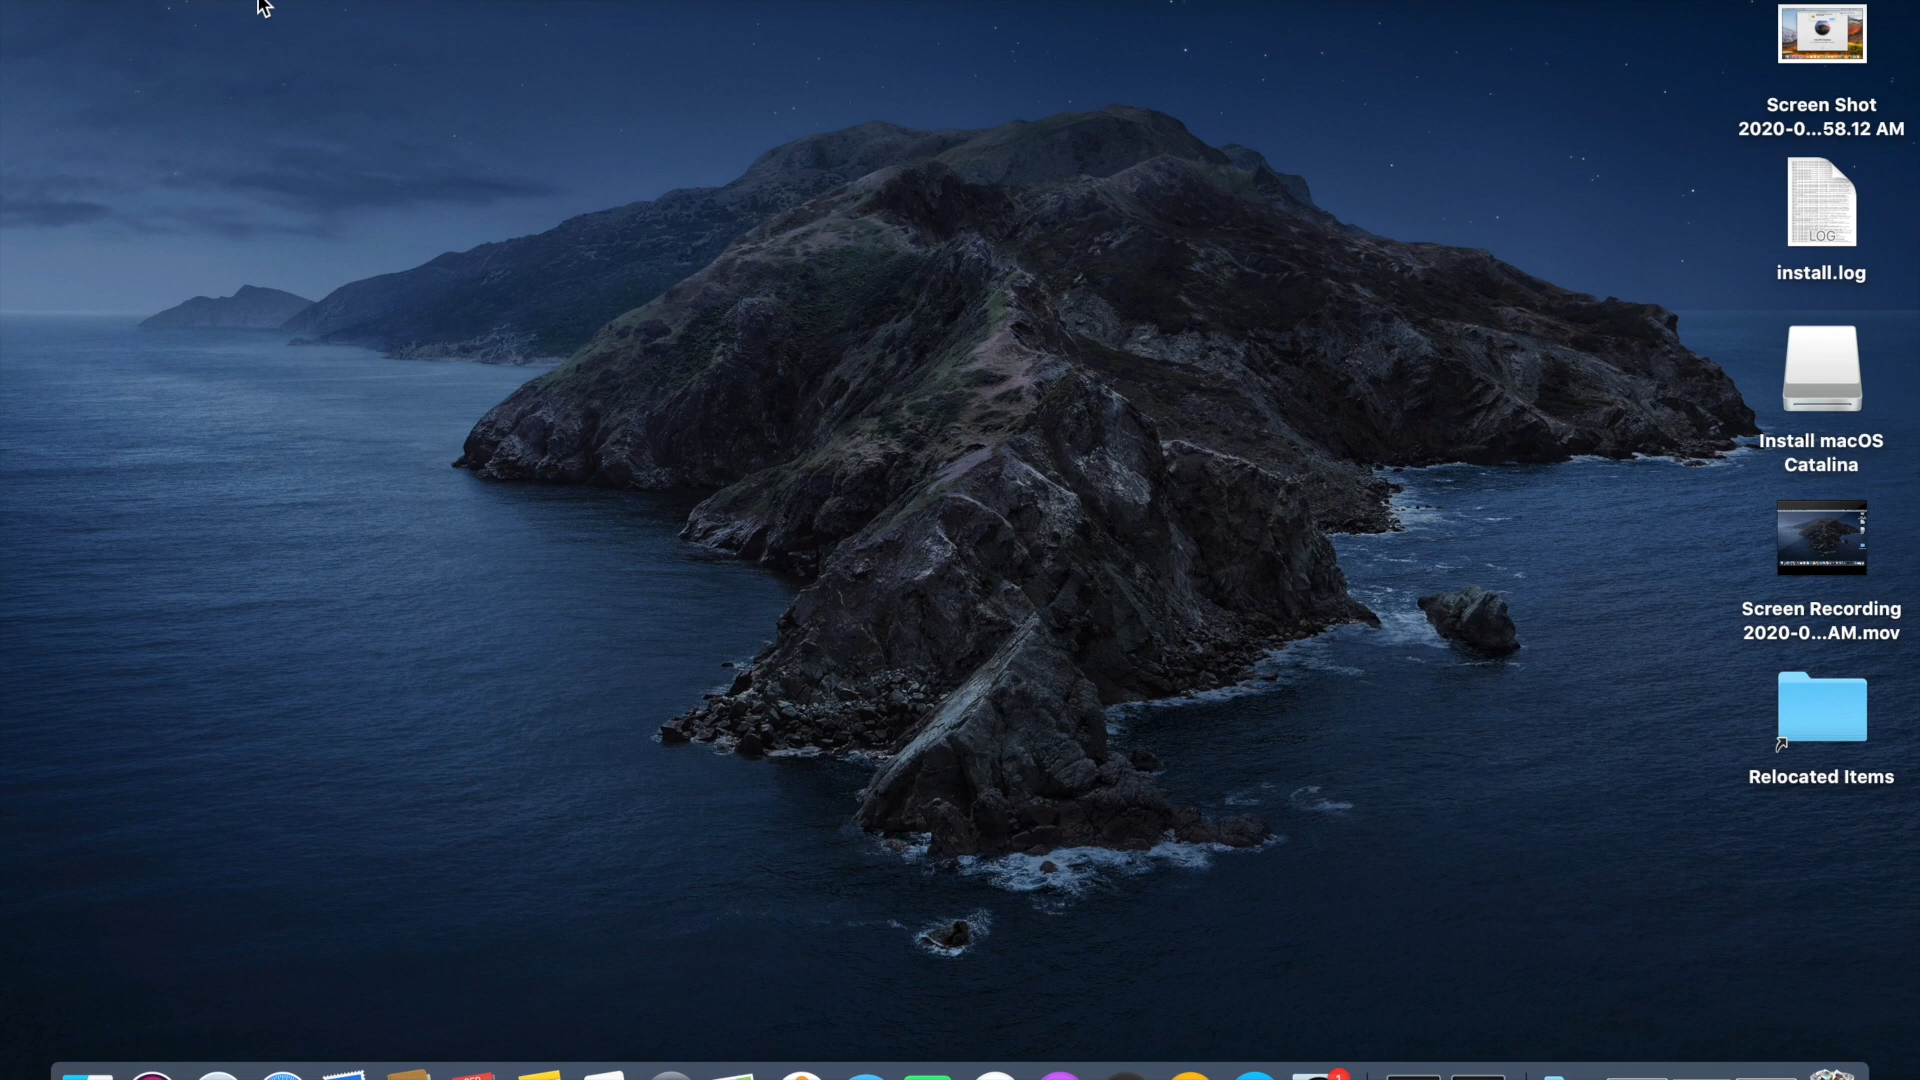 Screen Shot
2020-0...58.12 AM
LOG
install.log
Install macOS
Catalina
Screen Recording
2020-0...AM.mov
Relocated Items
1